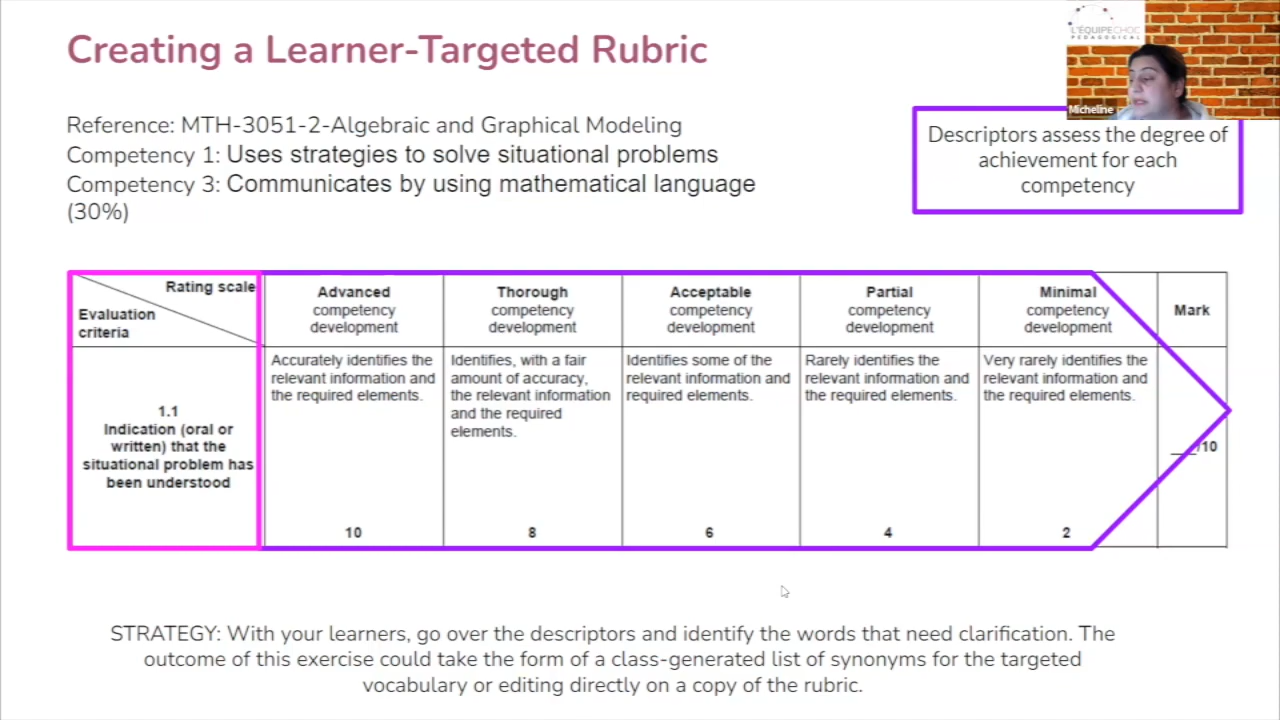 Creating a Learner-Targeted Rubric
L'ÉQUIPECHOC
PEDAGOGICAL
Micheline
Reference: MTH-3051-2-Algebraic and Graphical Modeling
Competency 1: Uses strategies to solve situational problems
Competency 3: Communicates by using mathematical language
(30%)
Descriptors assess the degree of
achievement for each
competency
Rating scale
Evaluation
criteria
Advanced
competency
development
Thorough
competency
development
Acceptable
competency
development
Partial
competency
development
Minimal
competency
development
Mark
1.1
Indication (oral or
written) that the
situational problem has
been understood
Accurately identifies the
relevant information and
the required elements.
10
Identifies, with a fair
amount of accuracy,
the relevant information
and the required
elements.
8
Identifies some of the
relevant information and
required elements.
6
Rarely identifies the
relevant information and
the required elements.
4
Very rarely identifies the
relevant information and
the required elements.
2
___/10
STRATEGY: With your learners, go over the descriptors and identify the words that need clarification. The
outcome of this exercise could take the form of a class-generated list of synonyms for the targeted
vocabulary or editing directly on a copy of the rubric.